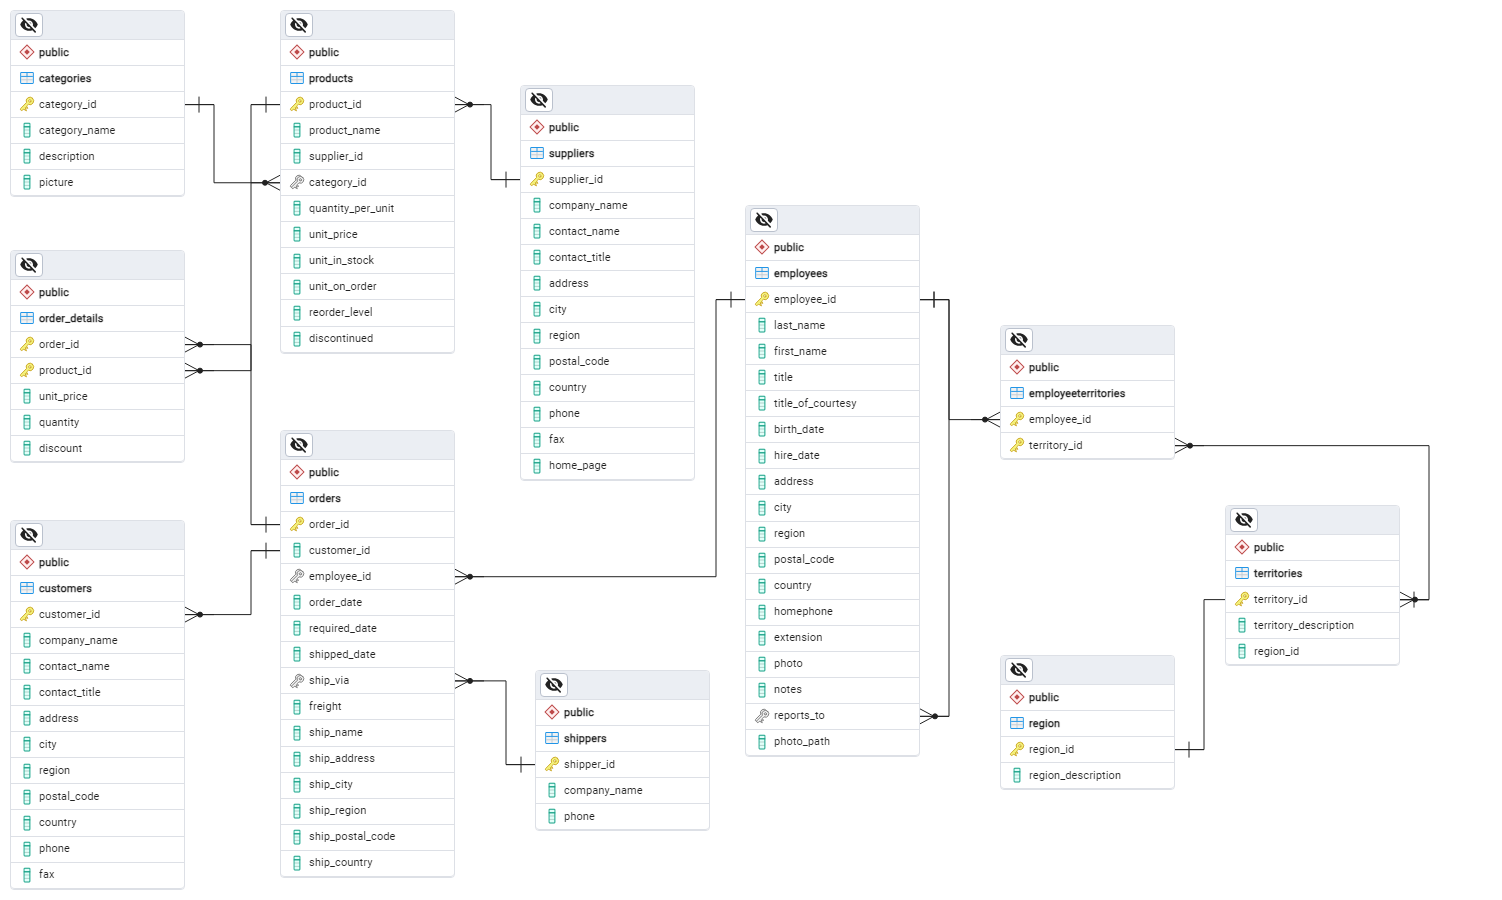 public
categories
category_id
category_name
description
picture
public
products
product_id
product_name
supplier_id
category_id
quantity_per_unit
unit_price
unit_in_stock
unit_on_order
reorder_level
discontinued
public
suppliers
supplier_id
company_name
contact_name
contact_title
address
city
region
postal_code
country
phone
fax
home_page
public
order_details
order_id
product_id
unit_price
quantity
discount
public
employees
employee_id
last_name
first_name
title
title_of_courtesy
birth_date
hire_date
address
city
region
postal_code
country
homephone
extension
photo
notes
reports_to
photo_path
public
employeeterritories
employee_id
territory_id
public
orders
order_id
customer_id
employee_id
order_date
required_date
shipped_date
ship_via
freight
ship_name
ship_address
ship_city
ship_region
ship_postal_code
ship_country
public
customers
customer_id
company_name
contact_name
contact_title
address
city
region
postal_code
country
phone
fax
public
territories
territory_id
territory_description
region_id
public
shippers
shipper_id
company_name
phone
public
region
region_id
region_description